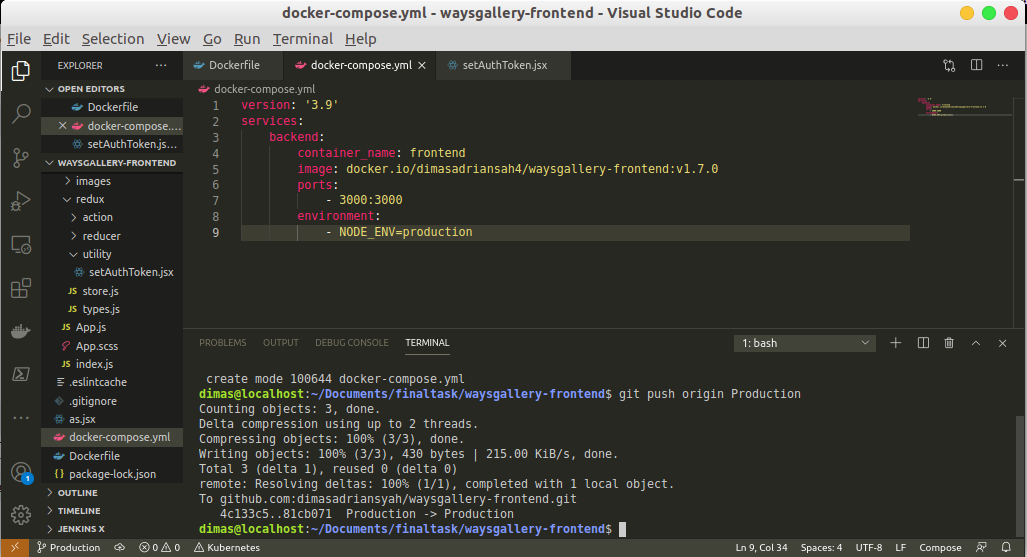 docker-compose.yml - waysgallery-frontend - Visual Studio Code
File Edit Selection View Go Run Terminal Help
EXPLORER ···
Dockerfile docker-compose.yml setAuthToken.jsx
OPEN EDITORS
Dockerfile
docker-compose....
setAuthToken.js...
WAYSGALLERY-FRONTEND
images
redux
action
reducer
utility
setAuthToken.jsx
JS store.js
JS types.js
JS App.js
App.scss
JS index.js
.eslintcache
.gitignore
as.jsx
docker-compose.yml
Dockerfile
{} package-lock.json
OUTLINE
TIMELINE
JENKINS X
docker-compose.yml
1 version: '3.9'
2 services:
3 backend:
4 container_name: frontend
5 image: docker.io/dimasadriansah4/waysgallery-frontend:v1.7.0
6 ports:
7 - 3000:3000
8 environment:
9 - NODE_ENV=production
PROBLEMS OUTPUT DEBUG CONSOLE TERMINAL 1: bash
create mode 100644 docker-compose.yml
dimas@localhost:~/Documents/finaltask/waysgallery-frontend$ git push origin Production
Counting objects: 3, done.
Delta compression using up to 2 threads.
Compressing objects: 100% (3/3), done.
Writing objects: 100% (3/3), 430 bytes | 215.00 KiB/s, done.
Total 3 (delta 1), reused 0 (delta 0)
remote: Resolving deltas: 100% (1/1), completed with 1 local object.
To github.com:dimasadriansyah/waysgallery-frontend.git
4c133c5..81cb071 Production -> Production
dimas@localhost:~/Documents/finaltask/waysgallery-frontend$
1
Production 0 0 Kubernetes Ln 9, Col 34 Spaces: 4 UTF-8 LF Compose